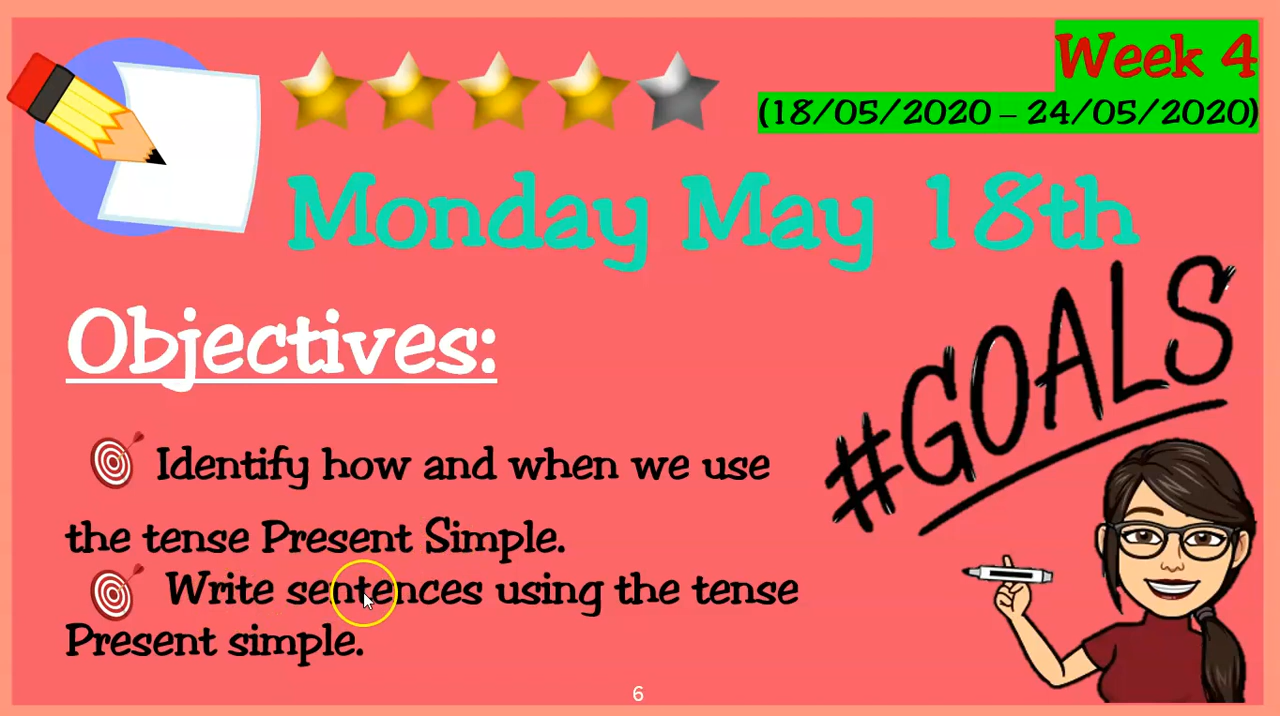 Week 4
(18/05/2020 – 24/05/2020)
Monday May 18th
Objectives:
#GOALS
Identify how and when we use
the tense Present Simple.
Write sentences using the tense
Present simple.
6